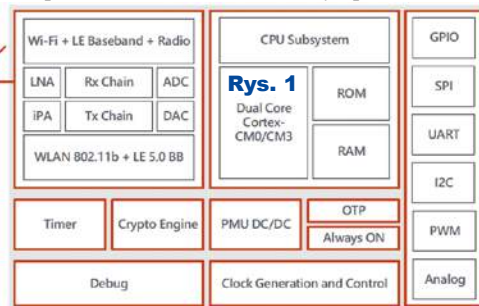 Wi-Fi + LE Baseband + Radio
LNA
Rx Chain
ADC
iPA
Tx Chain
DAC
WLAN 802.11b + LE 5.0 BB
CPU Subsystem
Rys. 1
Dual Core
Cortex-
CM0/CM3
ROM
RAM
GPIO
SPI
UART
I2C
PWM
Analog
Timer
Crypto Engine
PMU DC/DC
OTP
Always ON
Debug
Clock Generation and Control